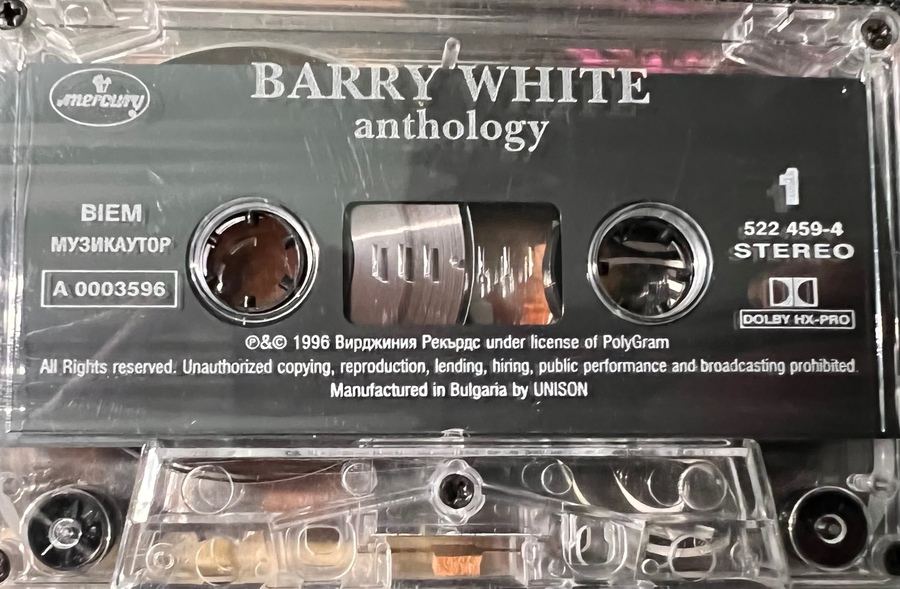 mercury
BARRY WHITE
anthology
1
BIEM
МУЗИКАУТОР
A 0003596
522 459-4
STEREO
DOLBY HX-PRO
℗&© 1996 Вирджиния Рекърдс under license of PolyGram
All Rights reserved. Unauthorized copying, reproduction, lending, hiring, public performance and broadcasting prohibited.
Manufactured in Bulgaria by UNISON